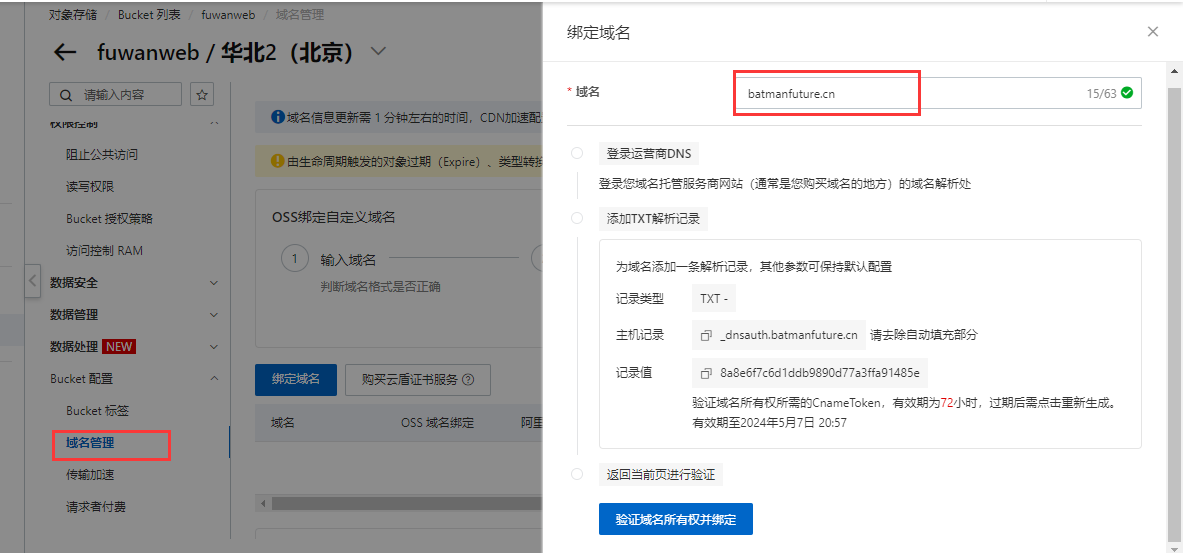 对象存储 / Bucket 列表 / fuwanweb / 域名管理
fuwanweb / 华北2（北京）
请输入内容
权限控制
阻止公共访问
读写权限
Bucket 授权策略
访问控制 RAM
数据安全
数据管理
数据处理 NEW
Bucket 配置
Bucket 标签
域名管理
传输加速
请求者付费
域名信息更新需 1 分钟左右的时间，CDN加速配
由生命周期触发的对象过期（Expire）、类型转换
OSS绑定自定义域名
1 输入域名
判断域名格式是否正确
绑定域名 购买云盾证书服务
域名 OSS 域名绑定 阿里
绑定域名
* 域名
batmanfuture.cn 15/63
登录运营商DNS
登录您域名托管服务商网站（通常是您购买域名的地方）的域名解析处
添加TXT解析记录
为域名添加一条解析记录，其他参数可保持默认配置
记录类型 TXT -
主机记录 _dnsauth.batmanfuture.cn 请去除自动填充部分
记录值 8a8e6f7c6d1ddb9890d77a3ffa91485e
验证域名所有权所需的CnameToken，有效期为72小时，过期后需点击重新生成。
有效期至2024年5月7日 20:57
返回当前页进行验证
验证域名所有权并绑定